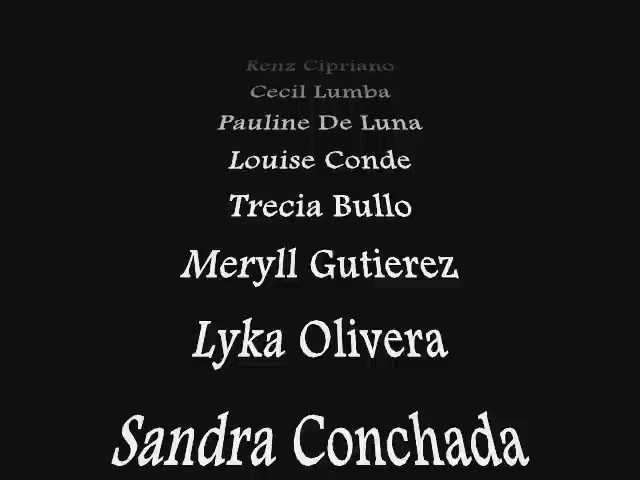 Renz Cipriano
Cecil Lumba
Pauline De Luna
Louise Conde
Trecia Bullo
Meryll Gutierez
Lyka Olivera
Sandra Conchada